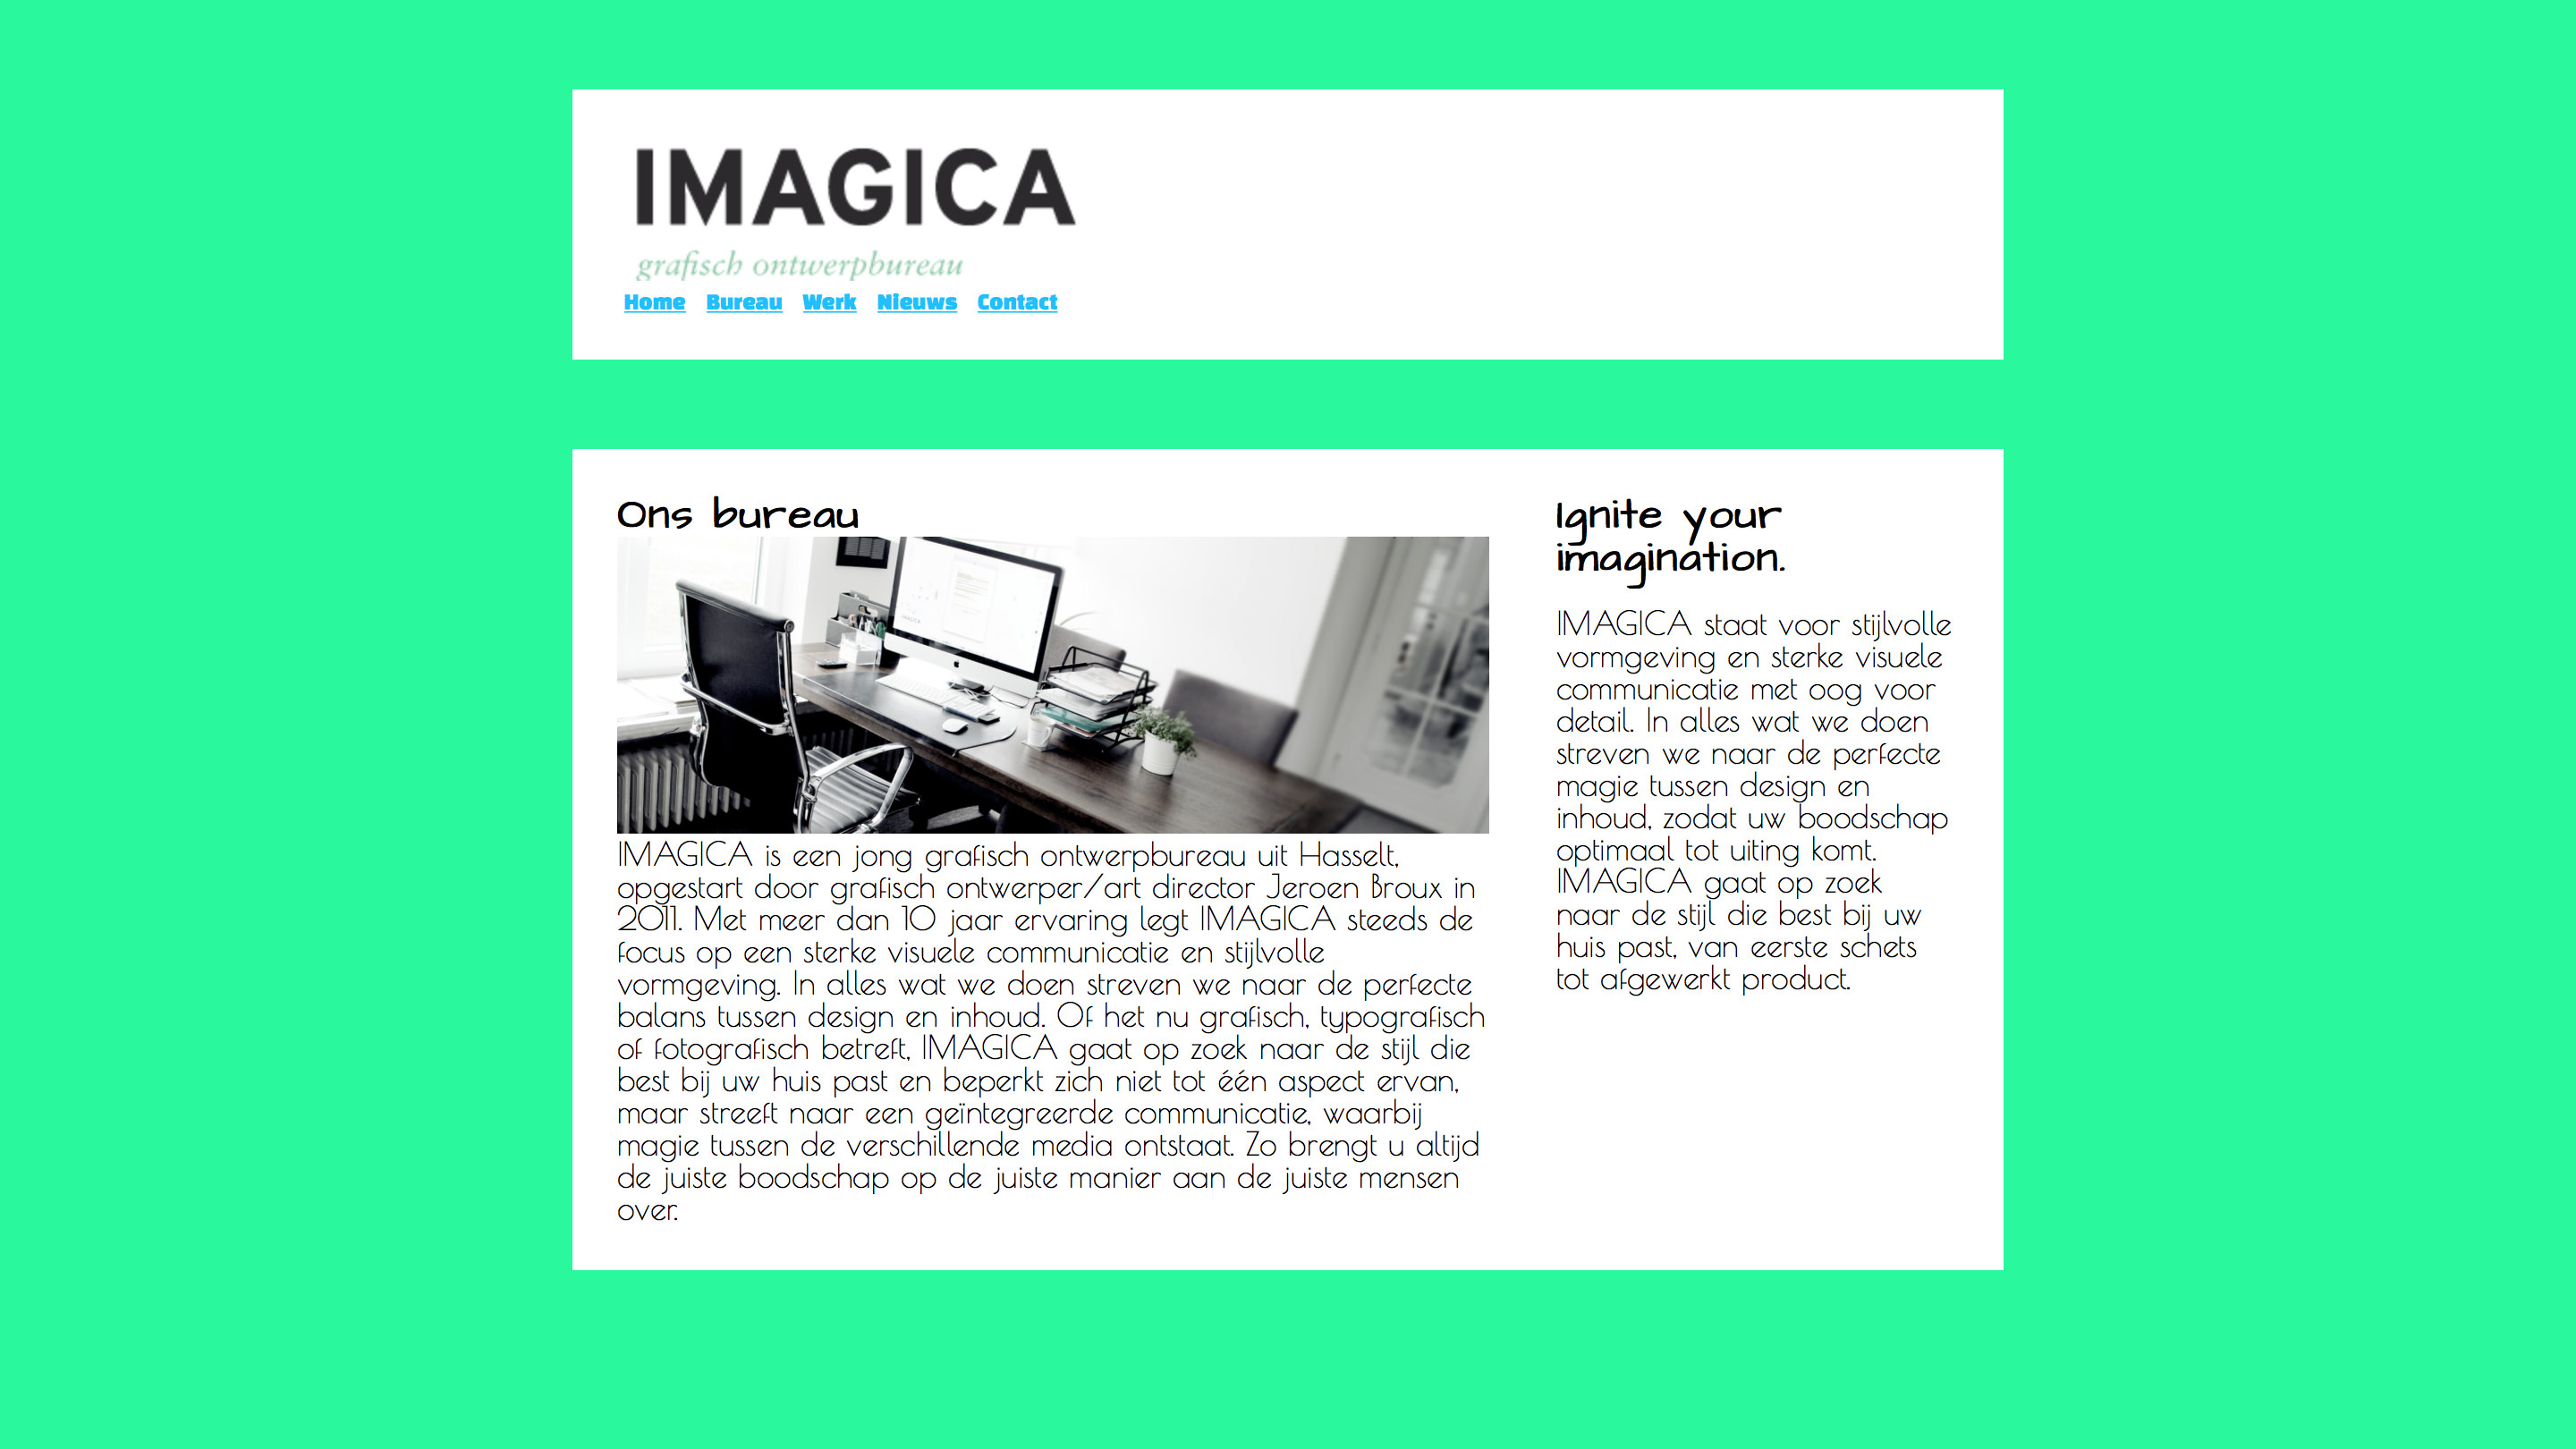 IMAGICA
grafisch ontwerpbureau
Home Bureau Werk Nieuws Contact
Ons bureau
IMAGICA is een jong grafisch ontwerpbureau uit Hasselt,
opgestart door grafisch ontwerper/art director Jeroen Broux in
2011. Met meer dan 10 jaar ervaring legt IMAGICA steeds de
focus op een sterke visuele communicatie en stijlvolle
vormgeving. In alles wat we doen streven we naar de perfecte
balans tussen design en inhoud. Of het nu grafisch, typografisch
of fotografisch betreft, IMAGICA gaat op zoek naar de stijl die
best bij uw huis past en beperkt zich niet tot één aspect ervan,
maar streeft naar een geïntegreerde communicatie, waarbij
magie tussen de verschillende media ontstaat. Zo brengt u altijd
de juiste boodschap op de juiste manier aan de juiste mensen
over.
Ignite your
imagination.
IMAGICA staat voor stijlvolle
vormgeving en sterke visuele
communicatie met oog voor
detail. In alles wat we doen
streven we naar de perfecte
magie tussen design en
inhoud, zodat uw boodschap
optimaal tot uiting komt.
IMAGICA gaat op zoek
naar de stijl die best bij uw
huis past, van eerste schets
tot afgewerkt product.